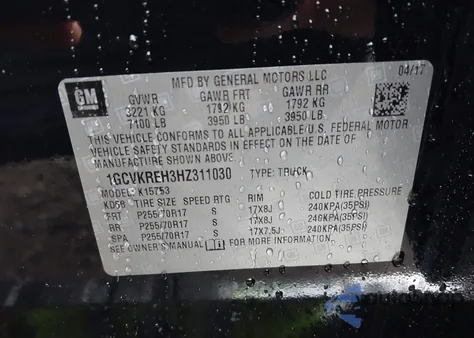 GM
MFD BY GENERAL MOTORS LLC 04/17
GVWR GAWR FRT GAWR RR
3221 KG 1792 KG 1792 KG
7100 LB 3950 LB 3950 LB
THIS VEHICLE CONFORMS TO ALL APPLICABLE U.S. FEDERAL MOTOR
VEHICLE SAFETY STANDARDS IN EFFECT ON THE DATE OF
MANUFACTURE SHOWN ABOVE.
1GCVKREH3HZ311030 TYPE: TRUCK
MODEL: K15753
KD5B TIRE SIZE SPEED RTG RIM COLD TIRE PRESSURE
FRT P255/70R17 S 17X8J 240KPA(35PSI)
RR P255/70R17 S 17X8J 240KPA(35PSI)
SPA P255/70R17 S 17X7.5J 240KPA(35PSI)
SEE OWNER'S MANUAL FOR MORE INFORMATION.